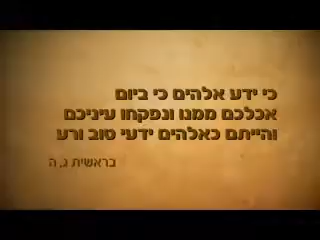 כי ידע אלהים כי ביום
אכלכם ממנו ונפקחו עיניכם
והייתם כאלהים ידעי טוב ורע
בראשית ג, ה